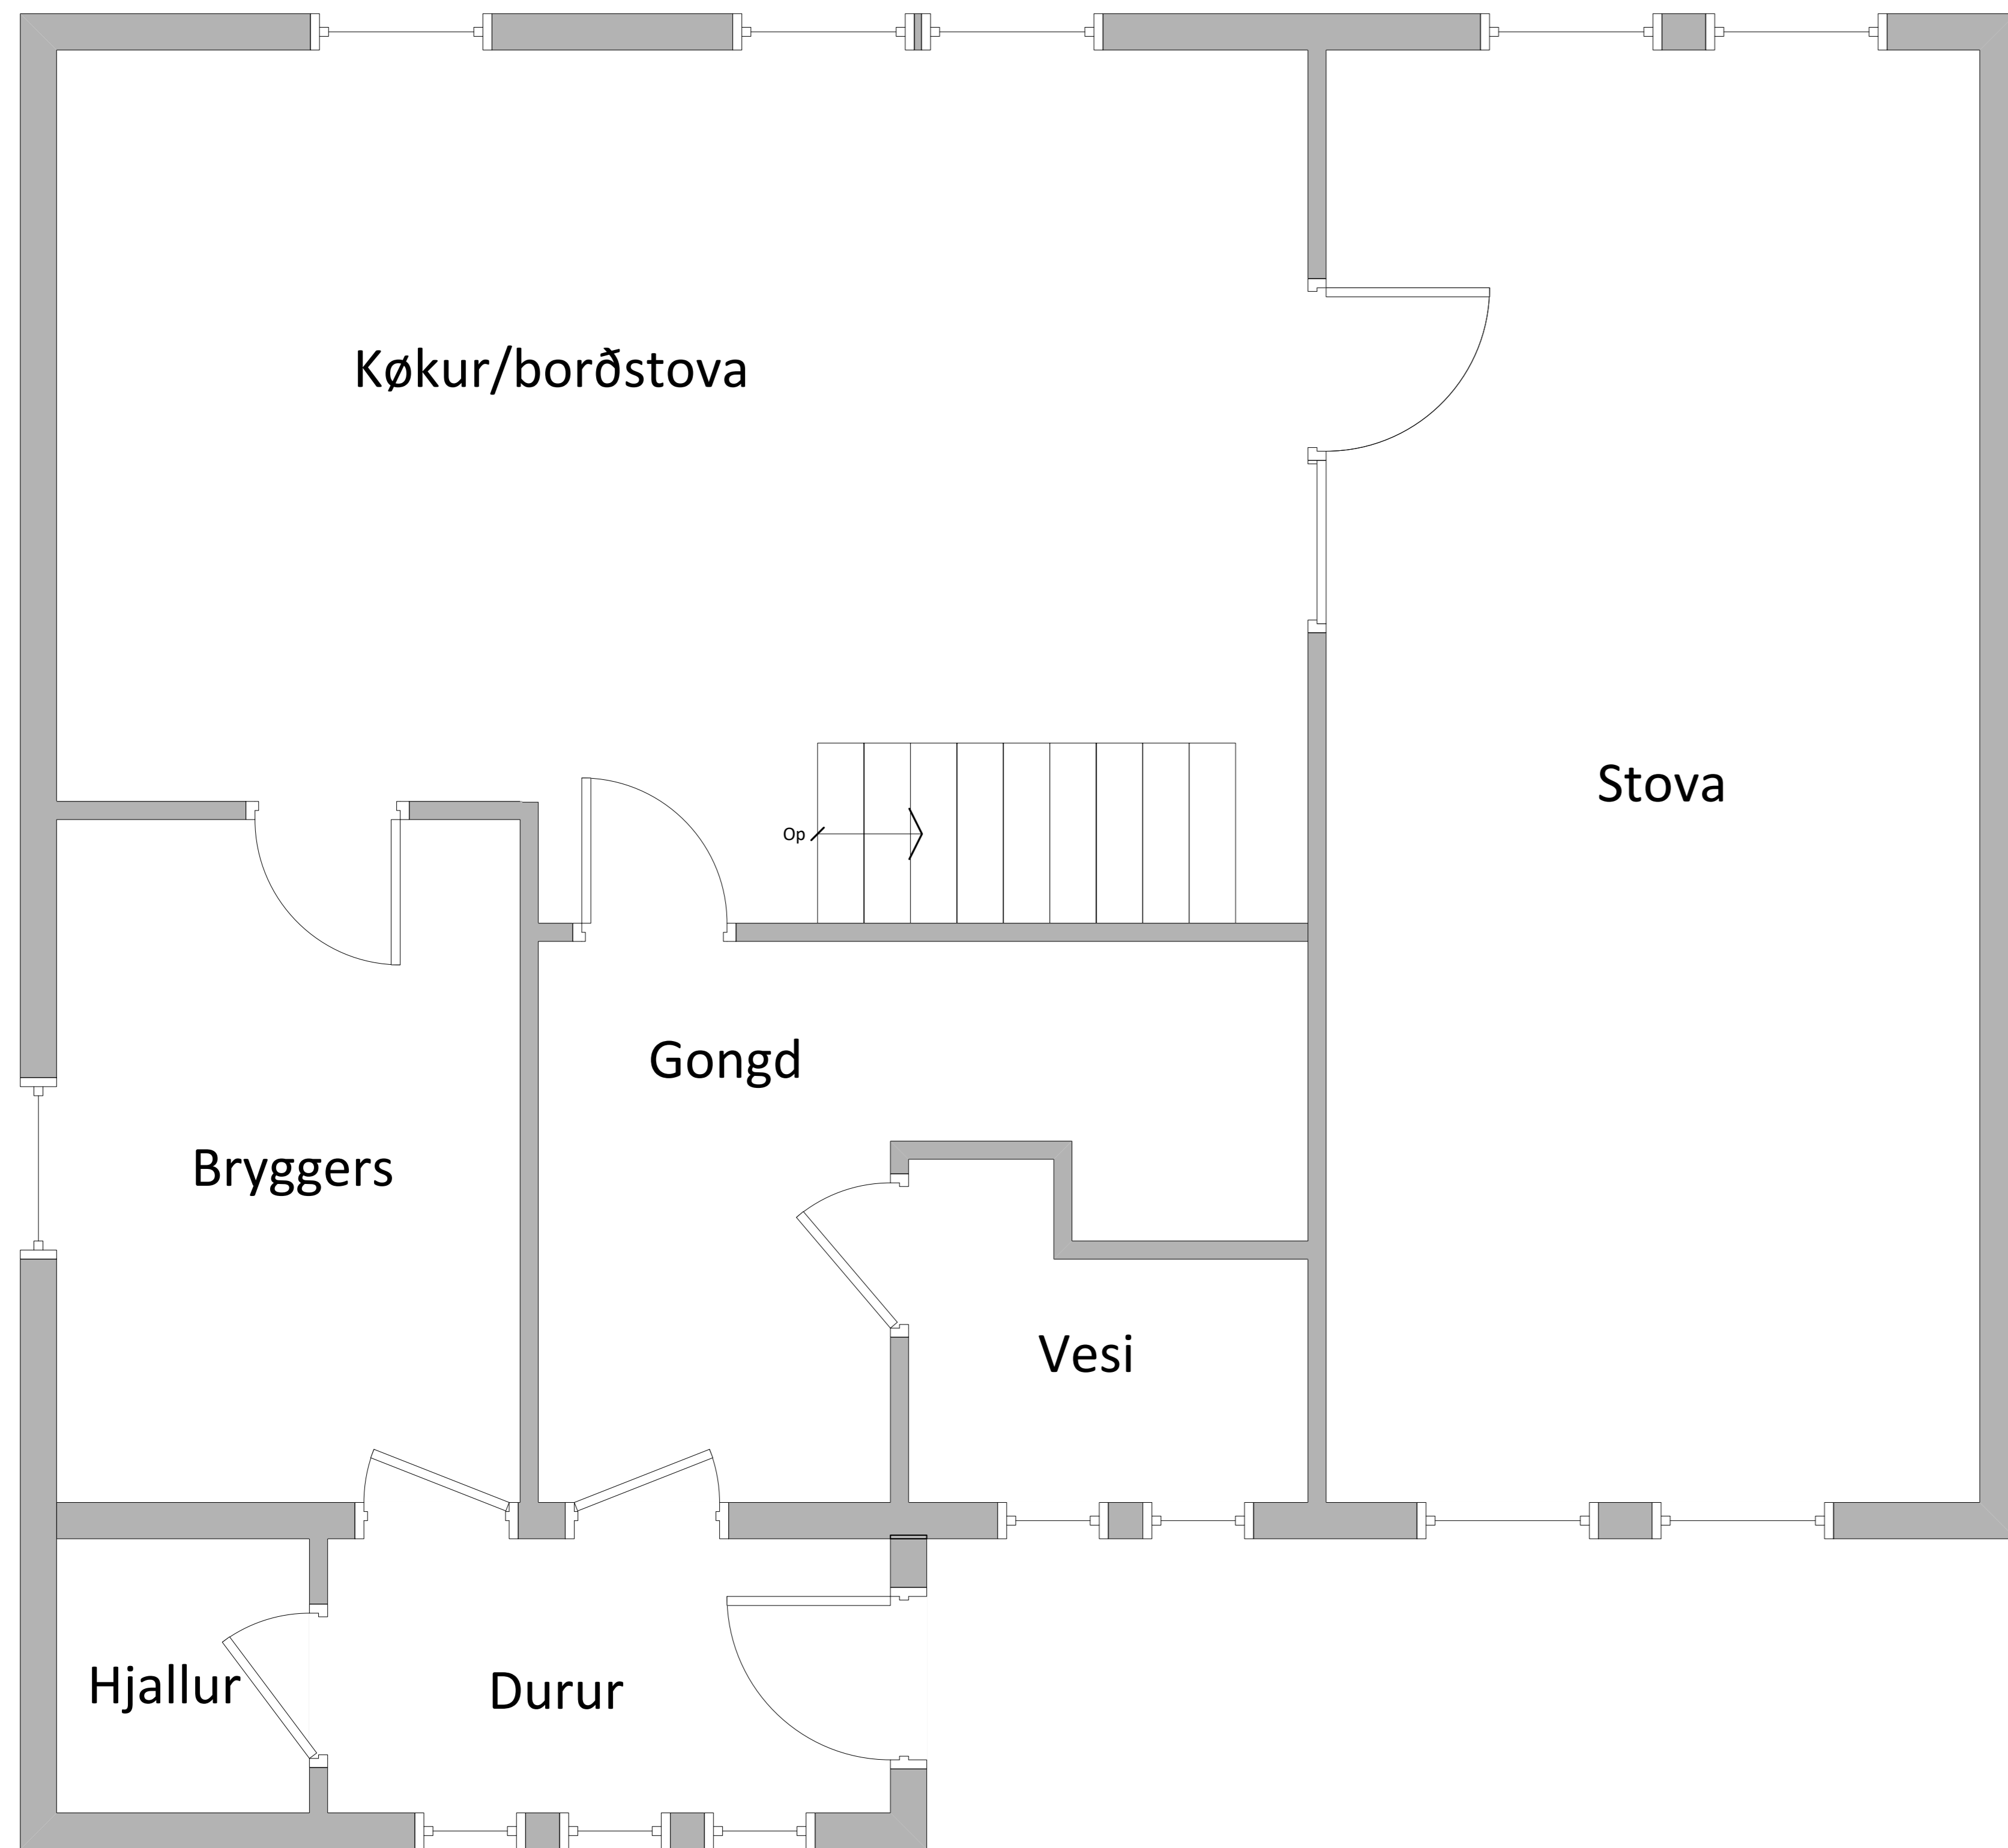 Køkur/borðstova
Stova
Op
Gongd
Bryggers
Vesi
Hjallur
Durur